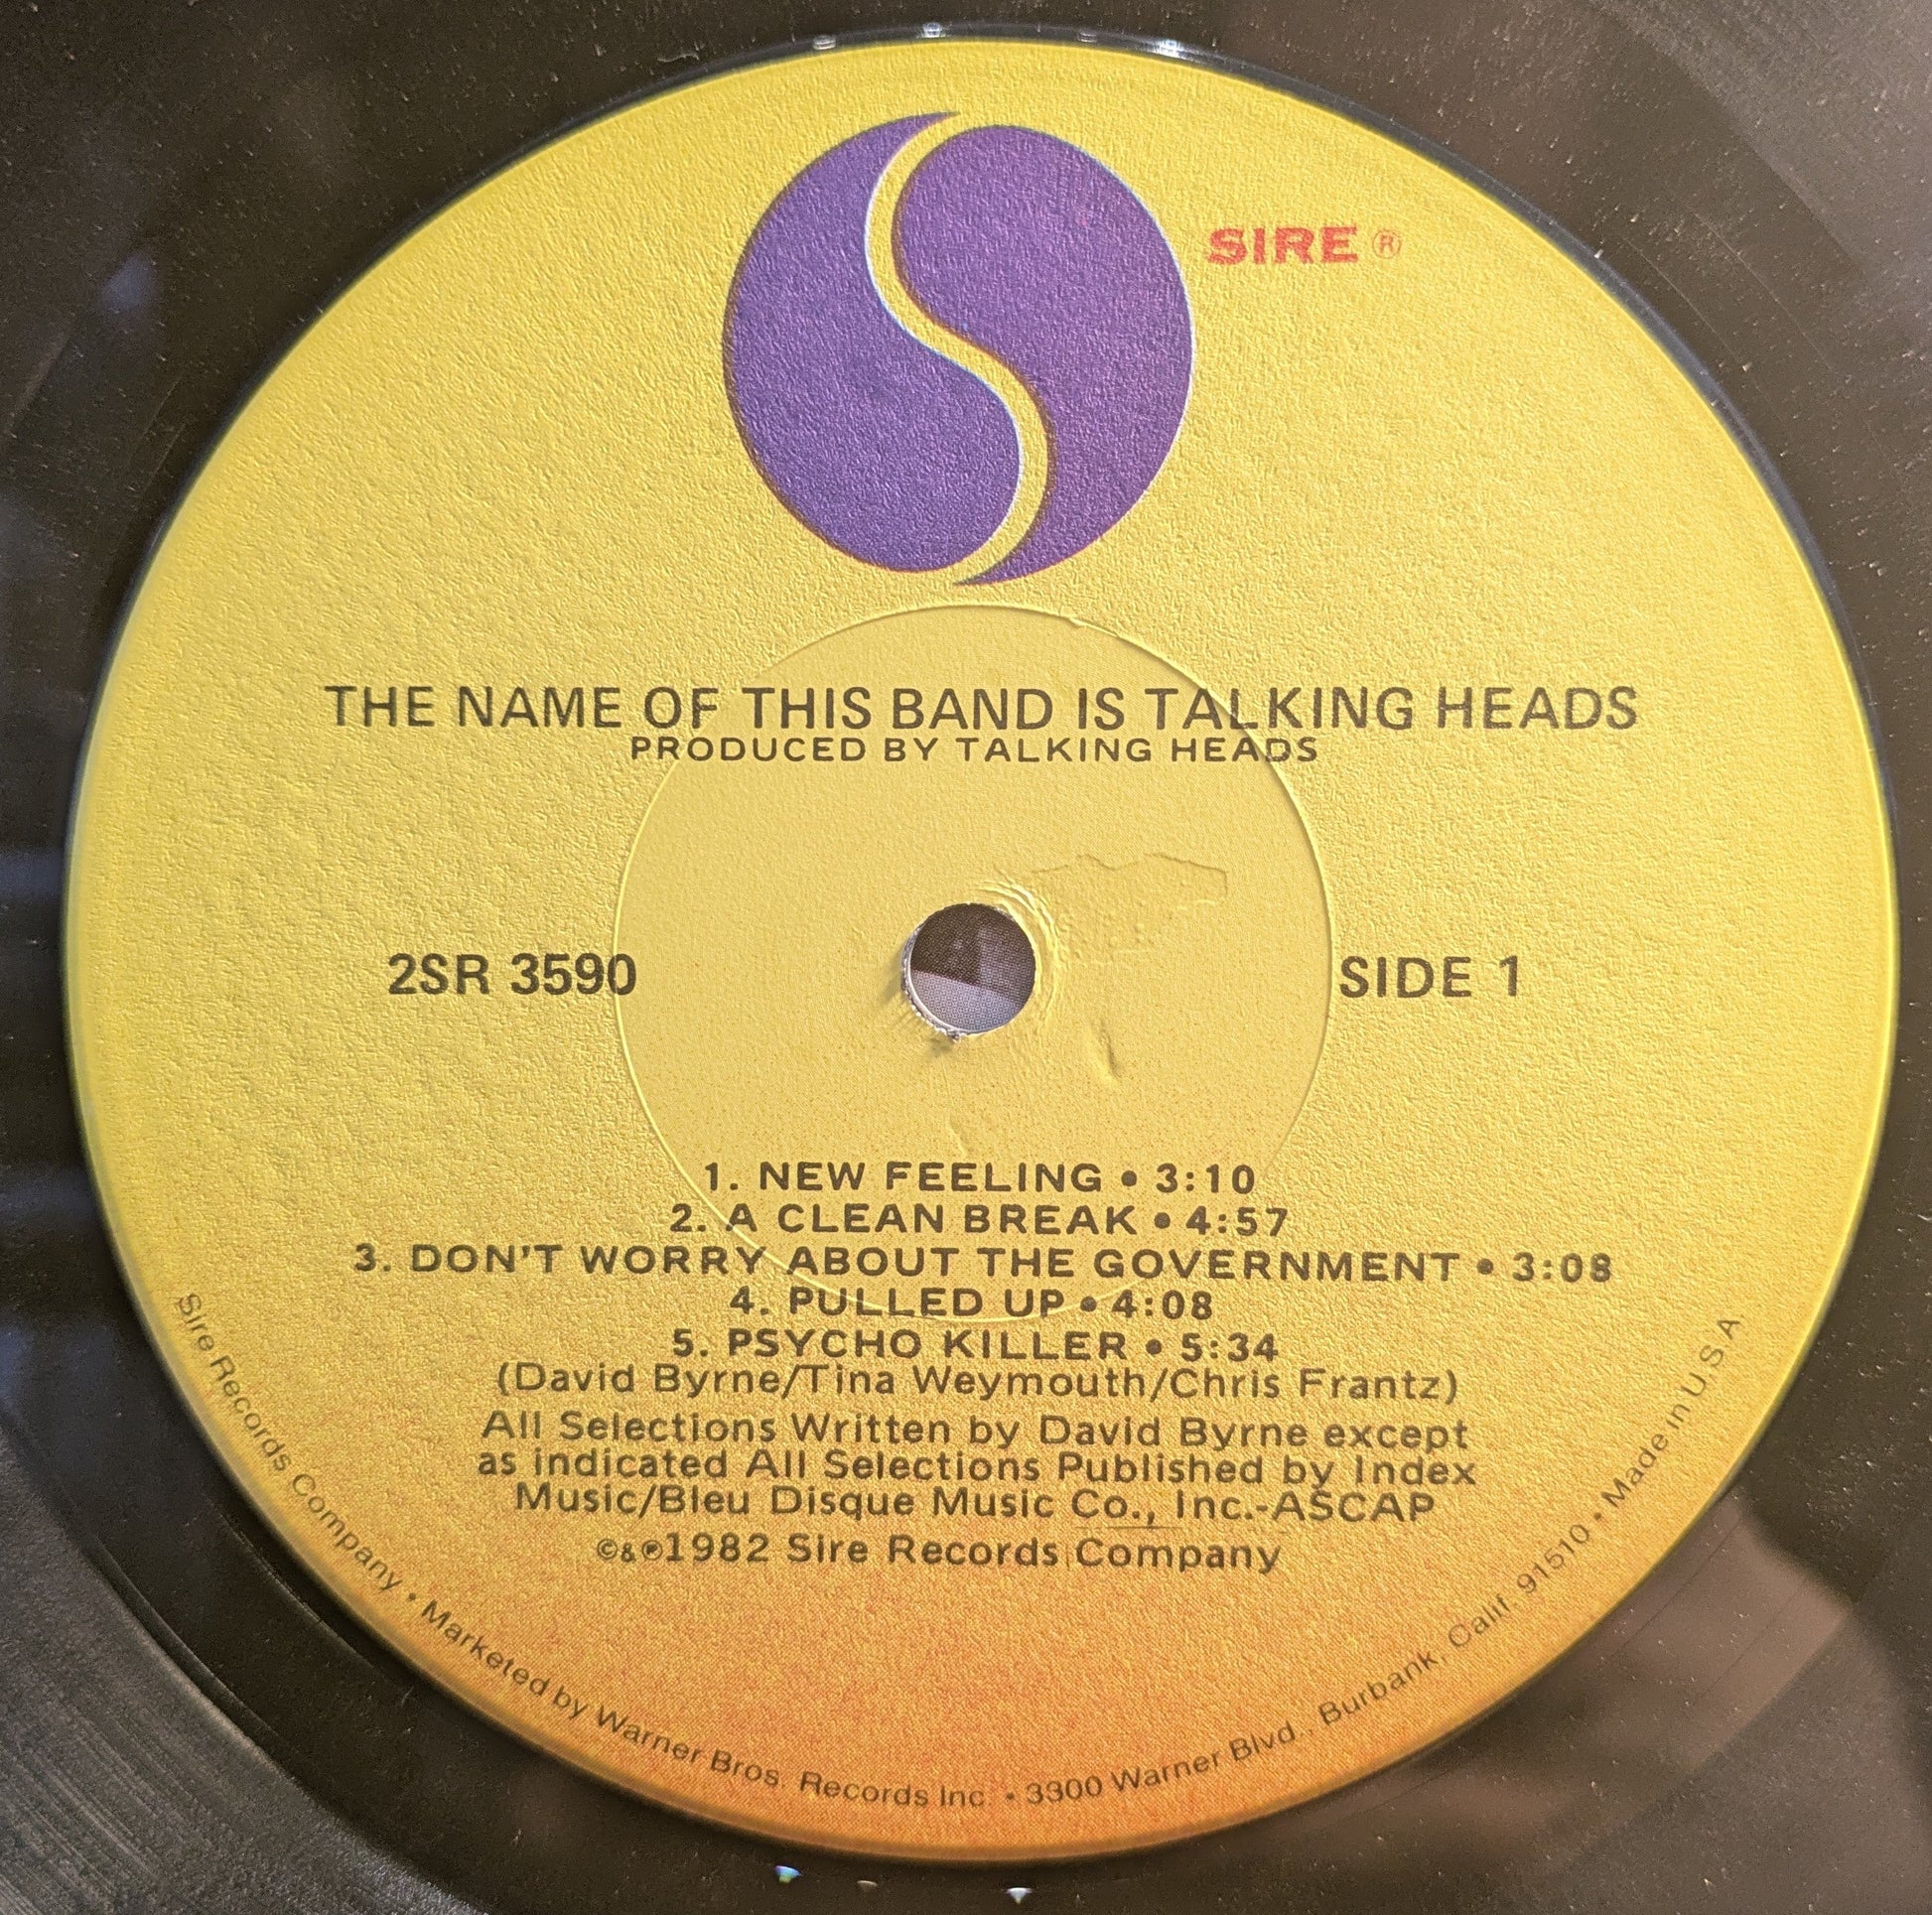 SIRE ®
THE NAME OF THIS BAND IS TALKING HEADS
PRODUCED BY TALKING HEADS
2SR 3590
SIDE 1
1. NEW FEELING • 3:10
2. A CLEAN BREAK • 4:57
3. DON'T WORRY ABOUT THE GOVERNMENT • 3:08
4. PULLED UP • 4:08
5. PSYCHO KILLER • 5:34
(David Byrne/Tina Weymouth/Chris Frantz)
All Selections Written by David Byrne except
as indicated All Selections Published by Index
Music/Bleu Disque Music Co., Inc.-ASCAP
©&℗1982 Sire Records Company
Sire Records Company • Marketed by Warner Bros. Records Inc • 3300 Warner Blvd., Burbank, Calif. 91510 • Made in U.S.A.